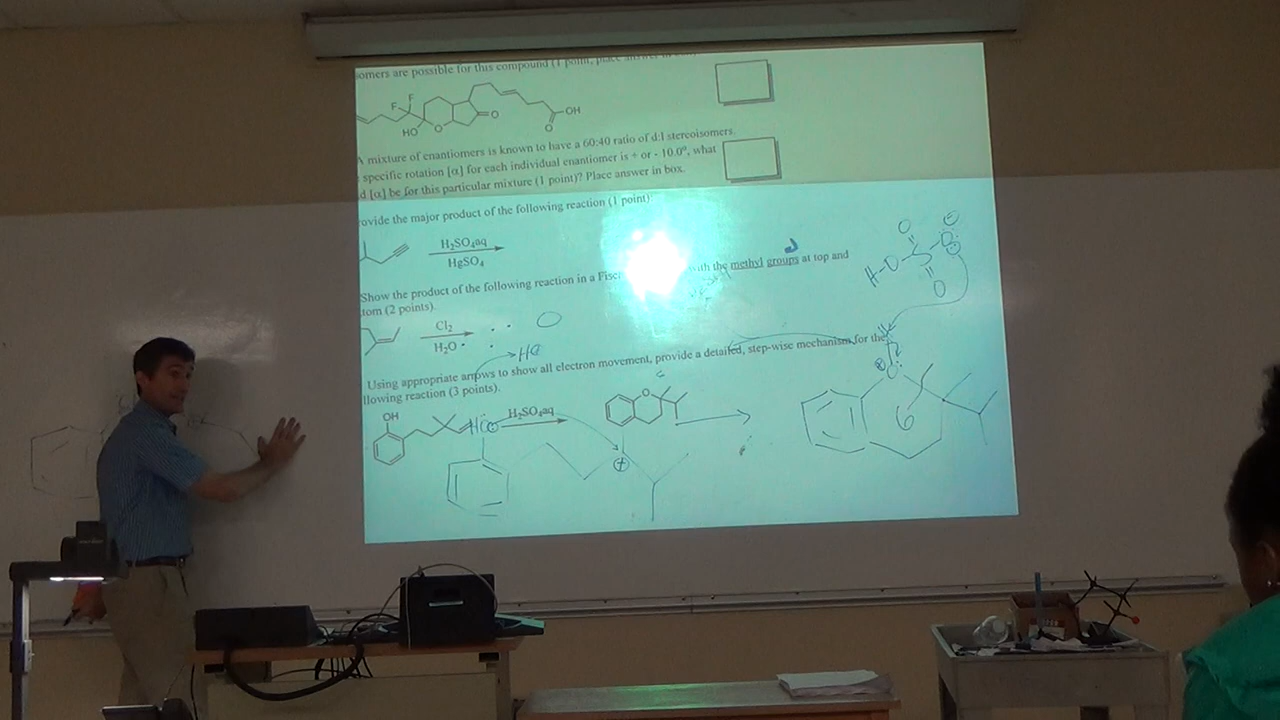 omers are possible for this compound (1 point, place answer in
F
F
HO
O
O
O
OH
A mixture of enantiomers is known to have a 60:40 ratio of d:l stereoisomers.
specific rotation [α] for each individual enantiomer is + or - 10.0°, what
d [α] be for this particular mixture (1 point)? Place answer in box.
ovide the major product of the following reaction (1 point)
H₂SO₄aq
HgSO₄
Show the product of the following reaction in a Fisc with the methyl groups at top and
tom (2 points).
Cl₂
H₂O
Using appropriate arrows to show all electron movement, provide a detailed, step-wise mechanism for the
llowing reaction (3 points).
OH
H₂SO₄aq
O
H-O
S
O
O
O
H
O
6